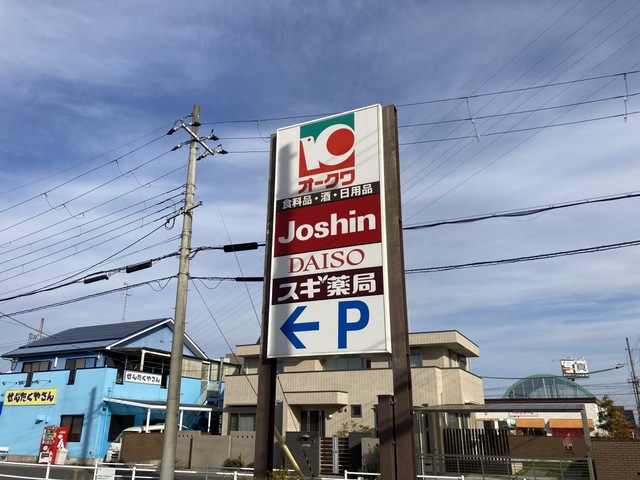 オークワ
食料品・酒・日用品
Joshin
DAISO
スギ薬局
← P
せんたくやさん
せんたくやさん